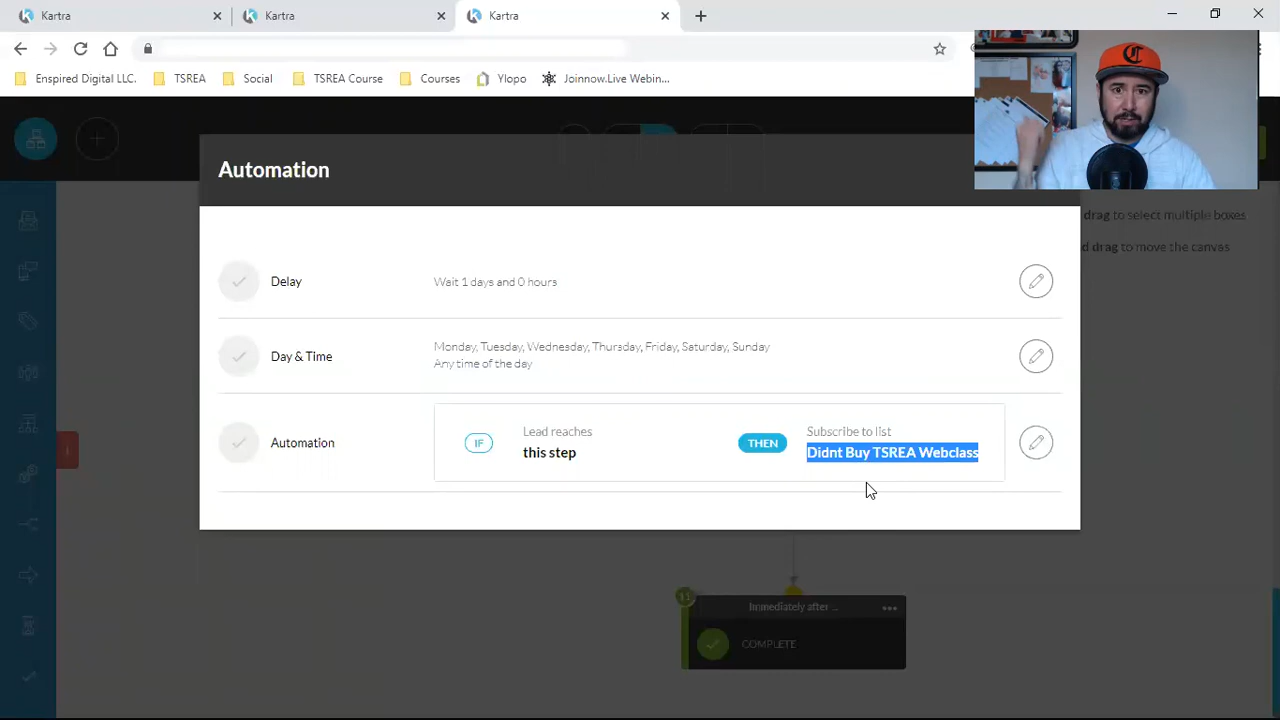 Kartra
Kartra
Kartra
Enspired Digital LLC.
TSREA
Social
TSREA Course
Courses
Ylopo
Joinnow.Live Webin...
Automation
drag to select multiple boxes
d drag to move the canvas
Delay
Wait 1 days and 0 hours
Day & Time
Monday, Tuesday, Wednesday, Thursday, Friday, Saturday, Sunday
Any time of the day
Automation
IF
Lead reaches
this step
THEN
Subscribe to list
Didnt Buy TSREA Webclass
11
Immediately after ...
COMPLETE